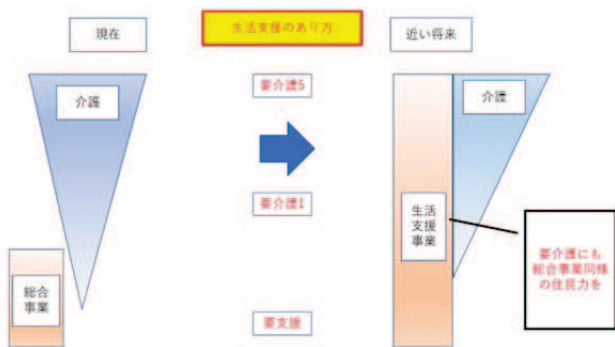 生活支援のあり方
現在
近い将来
介護
要介護5
介護
要介護1
生活
支援
事業
要介護にも
総合事業同様
の住民力を
総合
事業
要支援